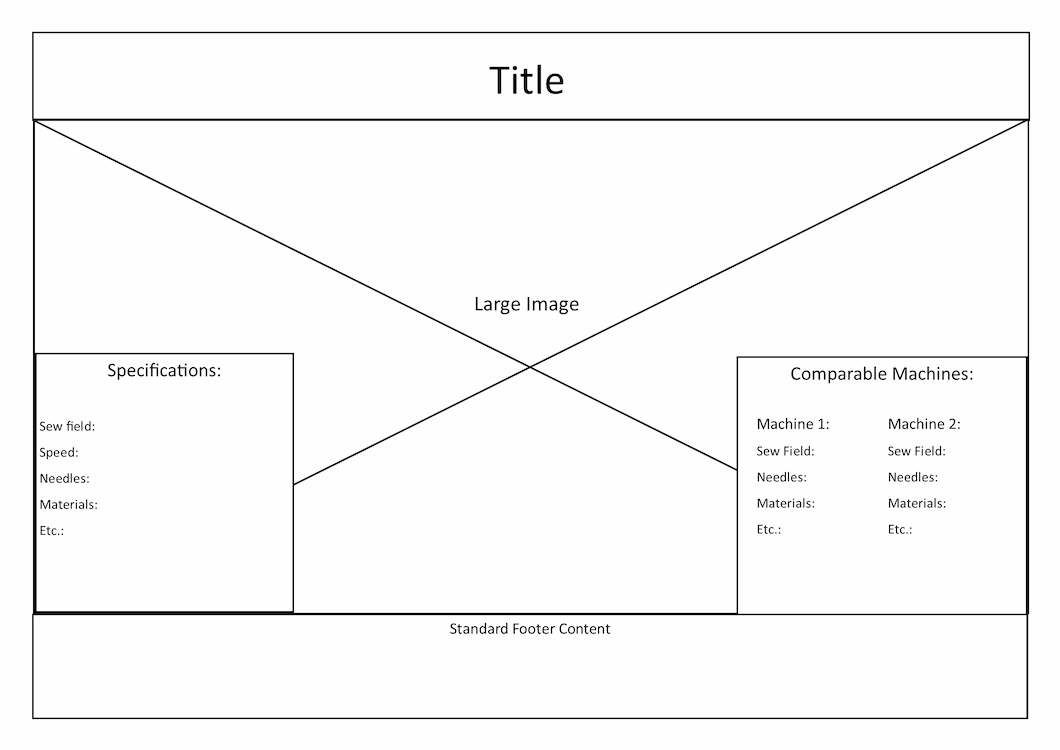 Title
Large Image
Specifications:
Sew field:
Speed:
Needles:
Materials:
Etc.:
Comparable Machines:
Machine 1:
Sew Field:
Needles:
Materials:
Etc.:
Machine 2:
Sew Field:
Needles:
Materials:
Etc.:
Standard Footer Content